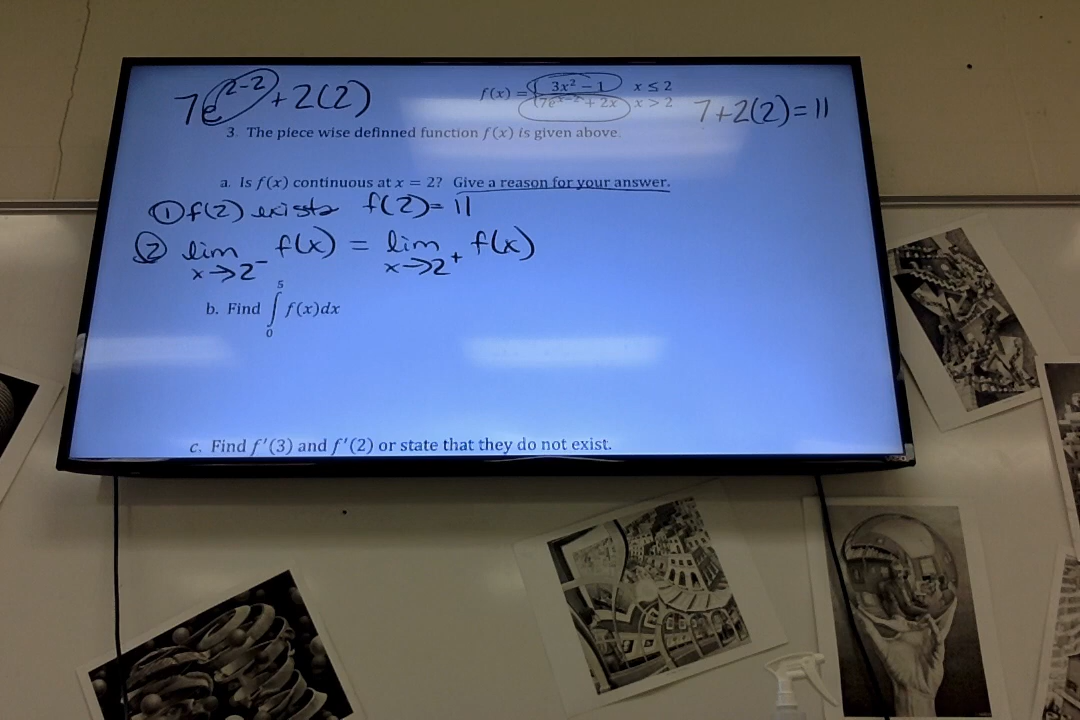 7e^(2-2) + 2(2)
f(x) = { 3x² − 1 x ≤ 2
7e^(x−2) + 2x x > 2
7+2(2)=11
3. The piece wise definned function f(x) is given above.
a. Is f(x) continuous at x = 2? Give a reason for your answer.
① f(2) exists f(2)= 11
② lim x→2⁻ f(x) = lim x→2⁺ f(x)
b. Find ∫₀⁵ f(x)dx
c. Find f′(3) and f′(2) or state that they do not exist.